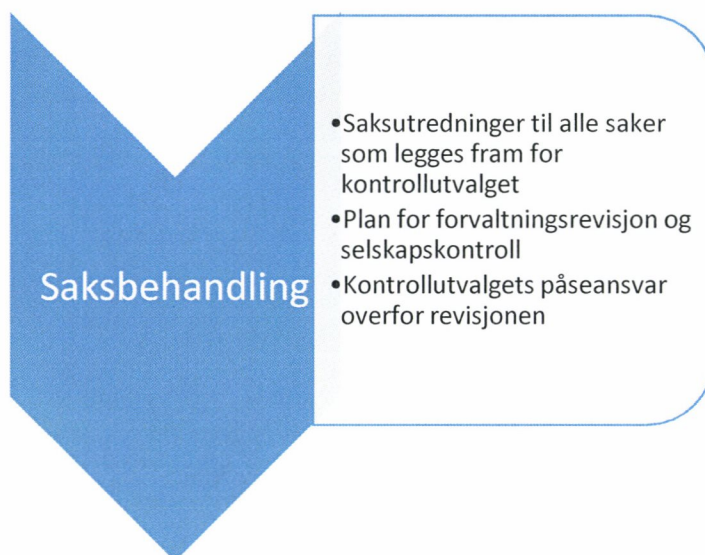 Saksbehandling
•Saksutredninger til alle saker
som legges fram for
kontrollutvalget
•Plan for forvaltningsrevisjon og
selskapskontroll
•Kontrollutvalgets påseansvar
overfor revisjonen